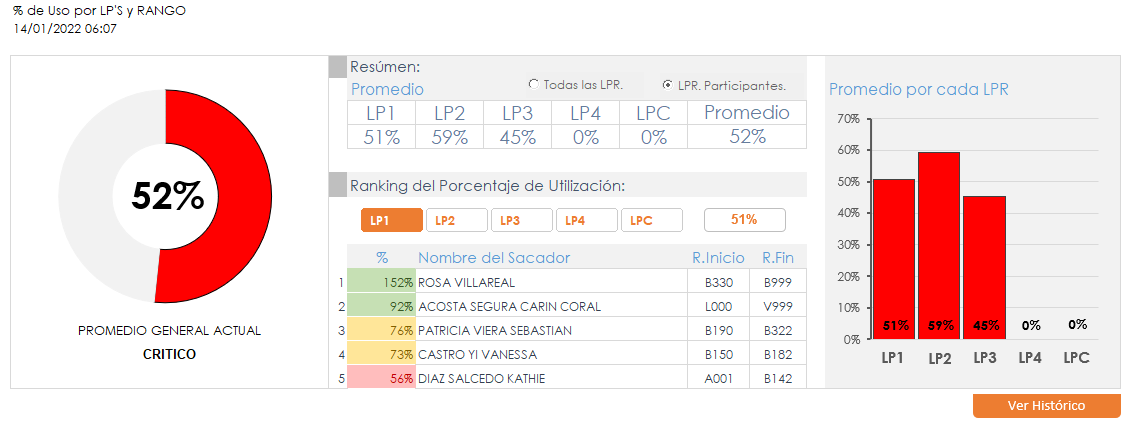 % de Uso por LP'S y RANGO
14/01/2022 06:07
52%
PROMEDIO GENERAL ACTUAL
CRITICO
Resúmen:
Promedio
Todas las LPR.
LPR. Participantes.
LP1 LP2 LP3 LP4 LPC Promedio
51% 59% 45% 0% 0% 52%
Ranking del Porcentaje de Utilización:
LP1 LP2 LP3 LP4 LPC 51%
% Nombre del Sacador R.Inicio R.Fin
1 152% ROSA VILLAREAL B330 B999
2 92% ACOSTA SEGURA CARIN CORAL L000 V999
3 76% PATRICIA VIERA SEBASTIAN B190 B322
4 73% CASTRO YI VANESSA B150 B182
5 56% DIAZ SALCEDO KATHIE A001 B142
Promedio por cada LPR
70%
60%
50%
40%
30%
20%
10%
0%
51% 59% 45% 0% 0%
LP1 LP2 LP3 LP4 LPC
Ver Histórico